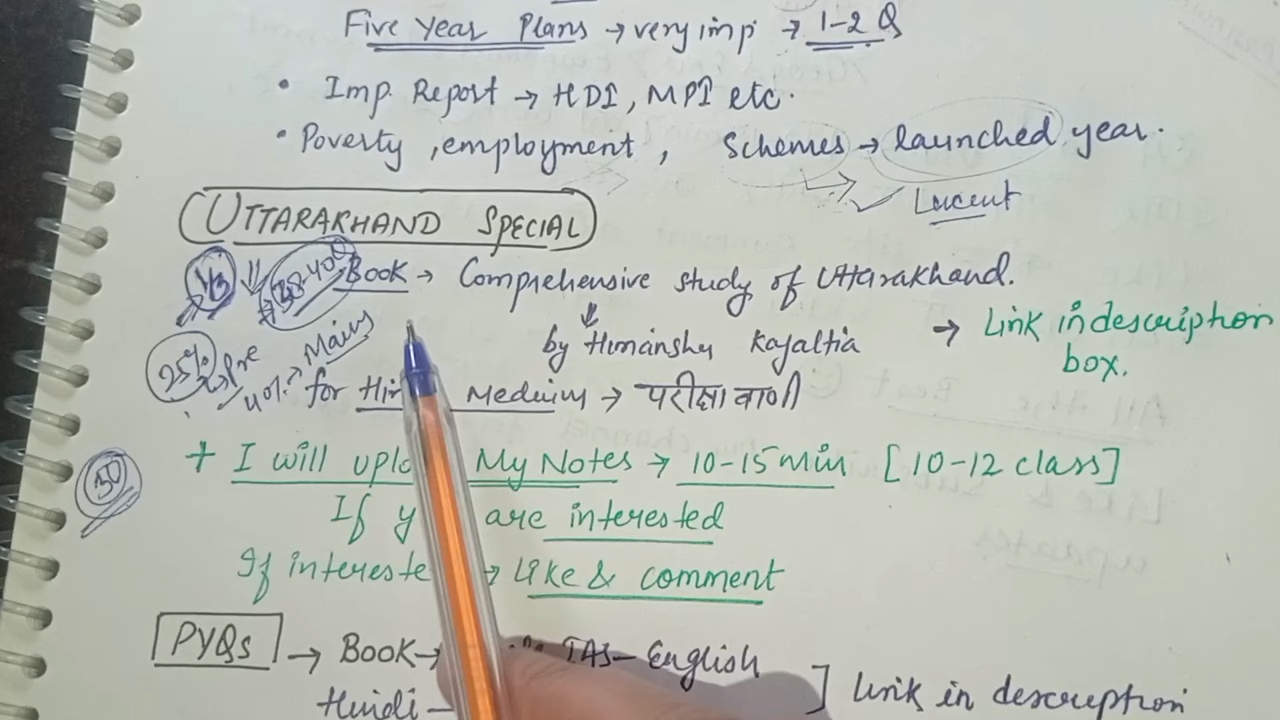 Five Year Plans → very imp → 1-2 Q
• Imp. Report → HDI, MPI etc.
• Poverty, employment, Schemes → launched year.
Lucent
UTTARAKHAND SPECIAL
1/3
Book → Comprehensive study of Uttarakhand.
by Himanshu Kafaltia → Link in description
box.
25% → Pre
40% → Mains
for Medium → परीक्षा वाणी
30
+ I will My Notes → 10-15 min [10-12 class]
If are interested
If → Like & comment
PYQs → Book → IAS - English
Hindi - ] link in description